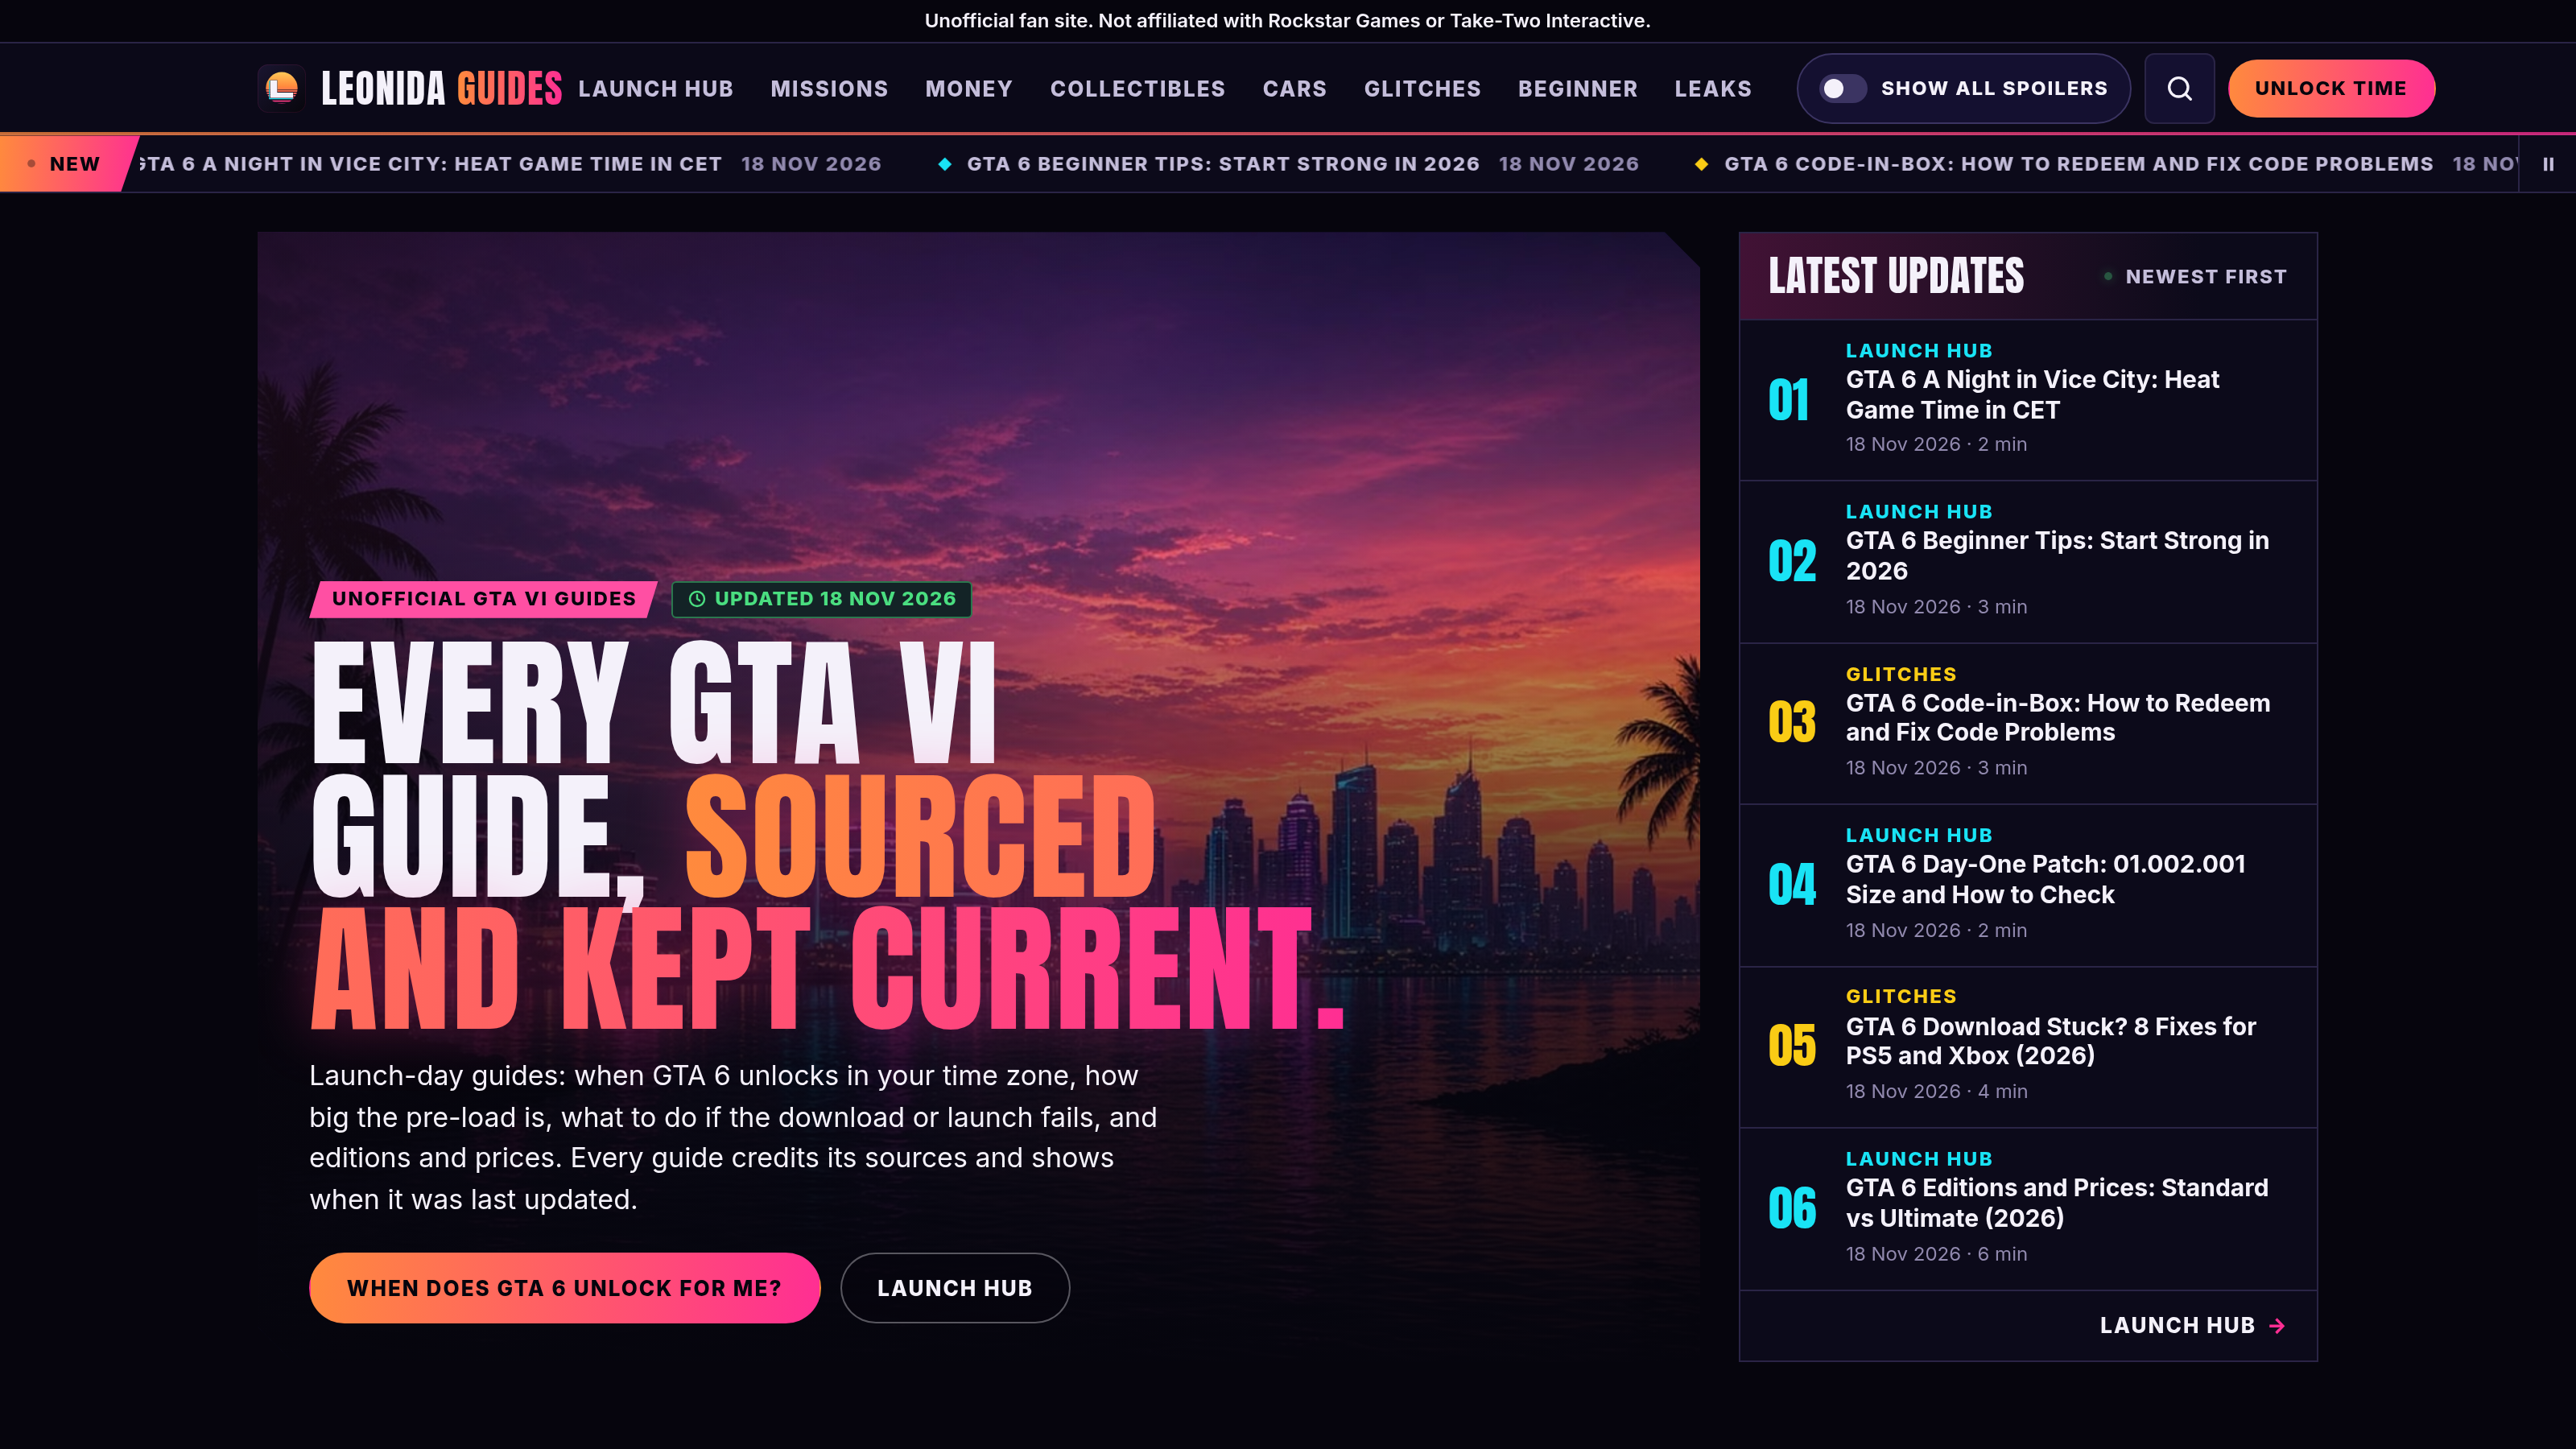 Unofficial fan site. Not affiliated with Rockstar Games or Take-Two Interactive.
LEONIDA GUIDES LAUNCH HUB MISSIONS MONEY COLLECTIBLES CARS GLITCHES BEGINNER LEAKS SHOW ALL SPOILERS UNLOCK TIME
NEW GTA 6 A NIGHT IN VICE CITY: HEAT GAME TIME IN CET 18 NOV 2026 GTA 6 BEGINNER TIPS: START STRONG IN 2026 18 NOV 2026 GTA 6 CODE-IN-BOX: HOW TO REDEEM AND FIX CODE PROBLEMS 18 NOV
UNOFFICIAL GTA VI GUIDES UPDATED 18 NOV 2026
EVERY GTA VI
GUIDE, SOURCED
AND KEPT CURRENT.
Launch-day guides: when GTA 6 unlocks in your time zone, how
big the pre-load is, what to do if the download or launch fails, and
editions and prices. Every guide credits its sources and shows
when it was last updated.
WHEN DOES GTA 6 UNLOCK FOR ME? LAUNCH HUB
LATEST UPDATES NEWEST FIRST
01
LAUNCH HUB
GTA 6 A Night in Vice City: Heat
Game Time in CET
18 Nov 2026 · 2 min
02
LAUNCH HUB
GTA 6 Beginner Tips: Start Strong in
2026
18 Nov 2026 · 3 min
03
GLITCHES
GTA 6 Code-in-Box: How to Redeem
and Fix Code Problems
18 Nov 2026 · 3 min
04
LAUNCH HUB
GTA 6 Day-One Patch: 01.002.001
Size and How to Check
18 Nov 2026 · 2 min
05
GLITCHES
GTA 6 Download Stuck? 8 Fixes for
PS5 and Xbox (2026)
18 Nov 2026 · 4 min
06
LAUNCH HUB
GTA 6 Editions and Prices: Standard
vs Ultimate (2026)
18 Nov 2026 · 6 min
LAUNCH HUB →